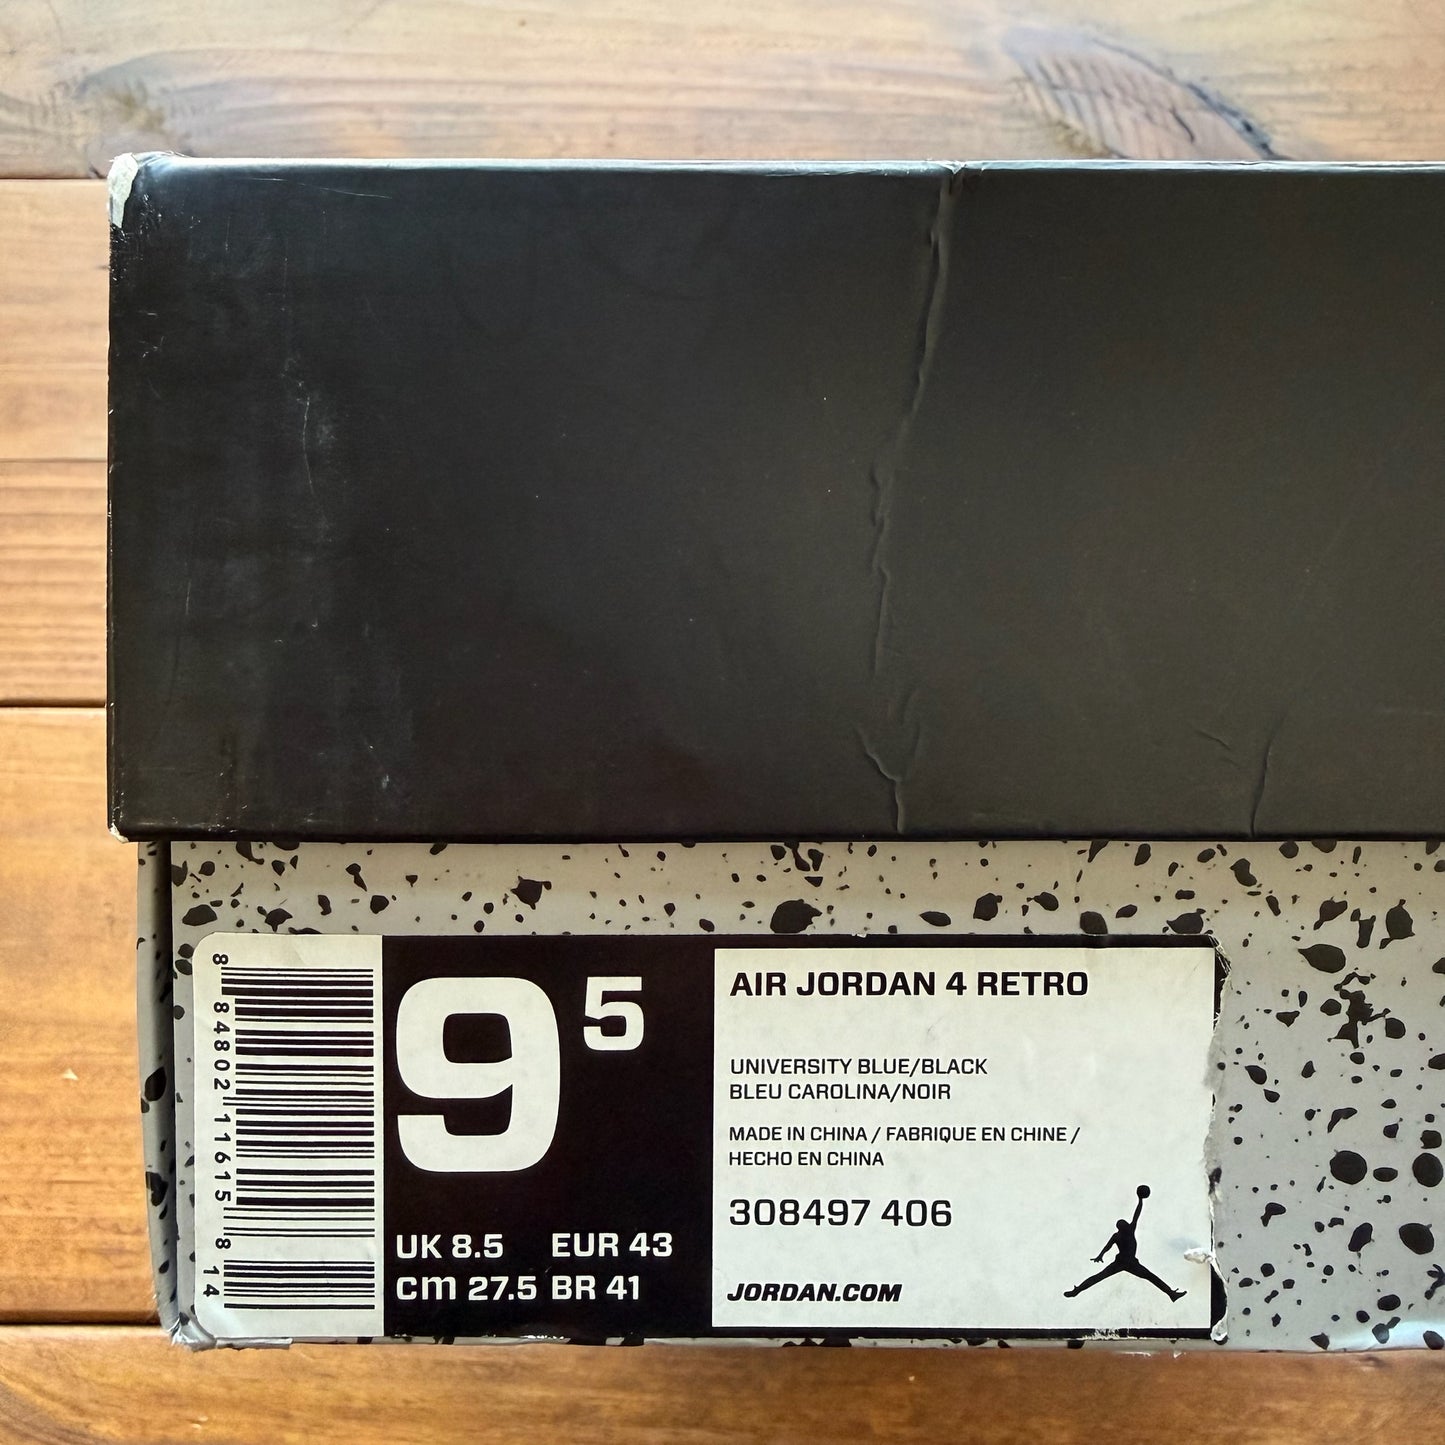 8 84802 11615 8 14
9 5
UK 8.5 EUR 43
cm 27.5 BR 41
AIR JORDAN 4 RETRO
UNIVERSITY BLUE/BLACK
BLEU CAROLINA/NOIR
MADE IN CHINA / FABRIQUE EN CHINE /
HECHO EN CHINA
308497 406
JORDAN.COM